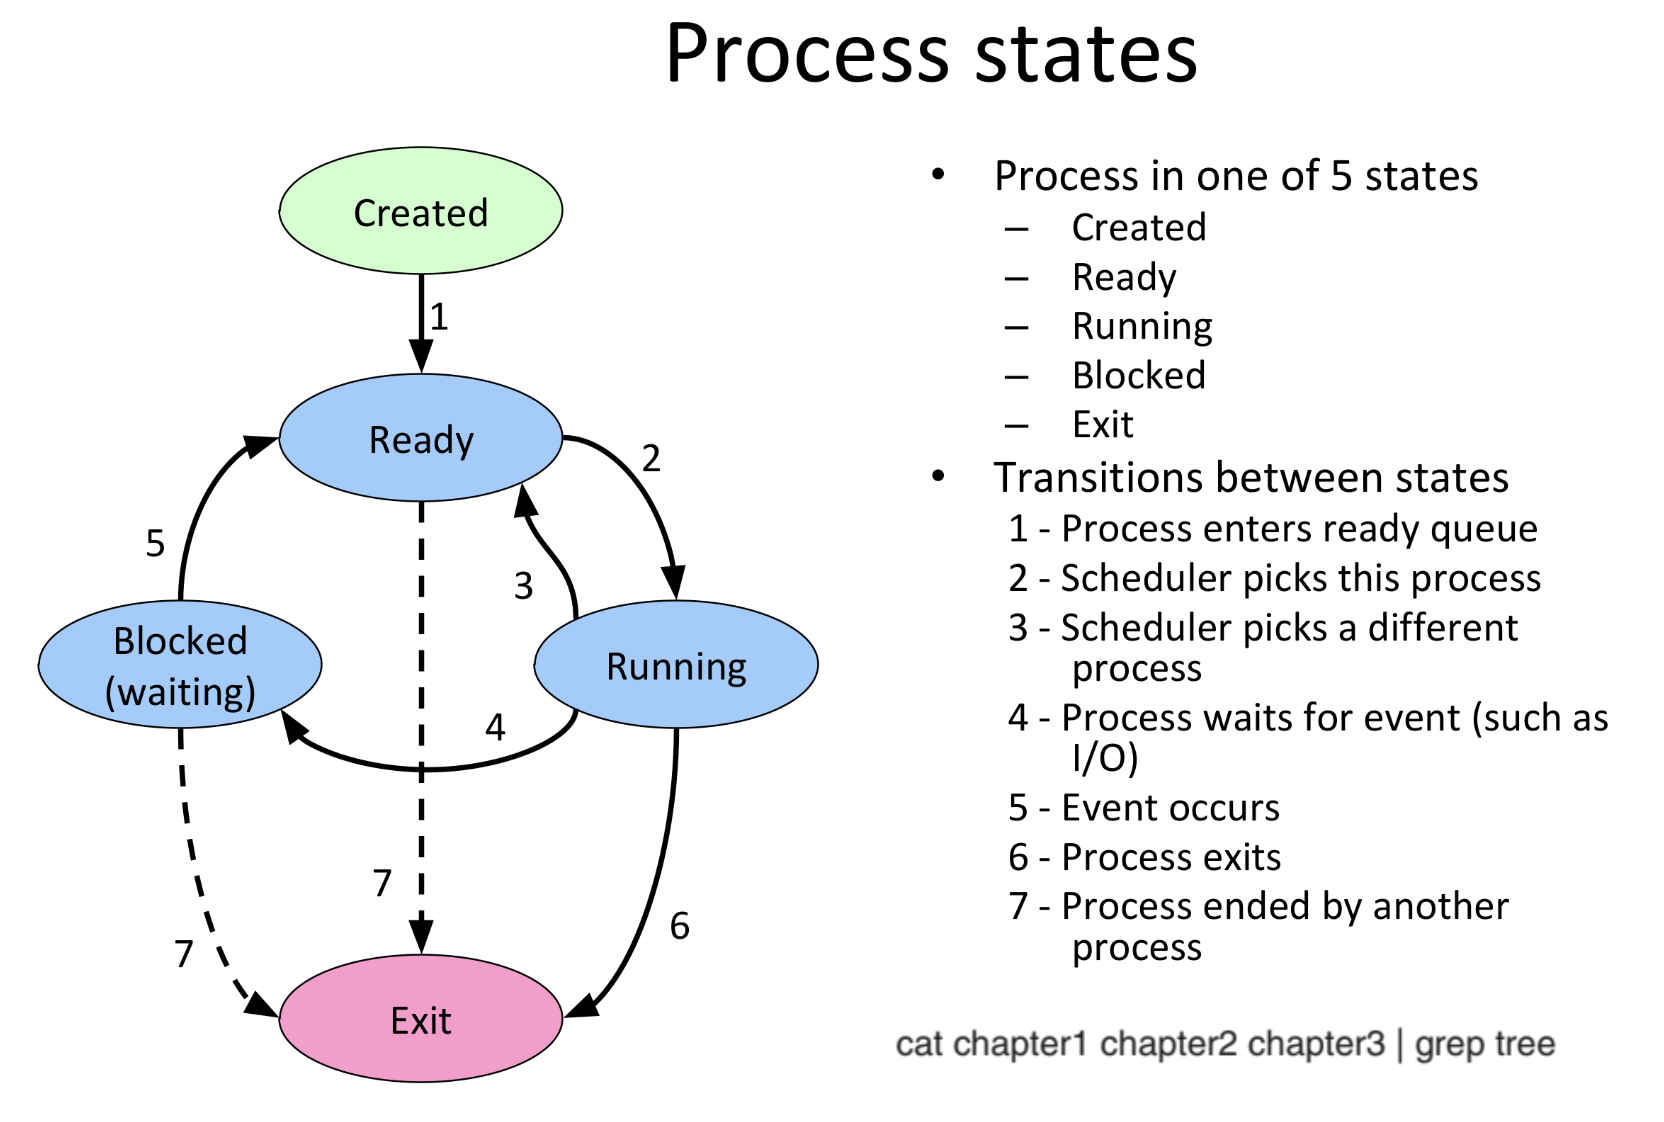 Process states
Created
1
Ready
2
5
3
Blocked
(waiting)
Running
4
7
6
7
Exit
• Process in one of 5 states
– Created
– Ready
– Running
– Blocked
– Exit
• Transitions between states
1 - Process enters ready queue
2 - Scheduler picks this process
3 - Scheduler picks a different
process
4 - Process waits for event (such as
I/O)
5 - Event occurs
6 - Process exits
7 - Process ended by another
process
cat chapter1 chapter2 chapter3 | grep tree